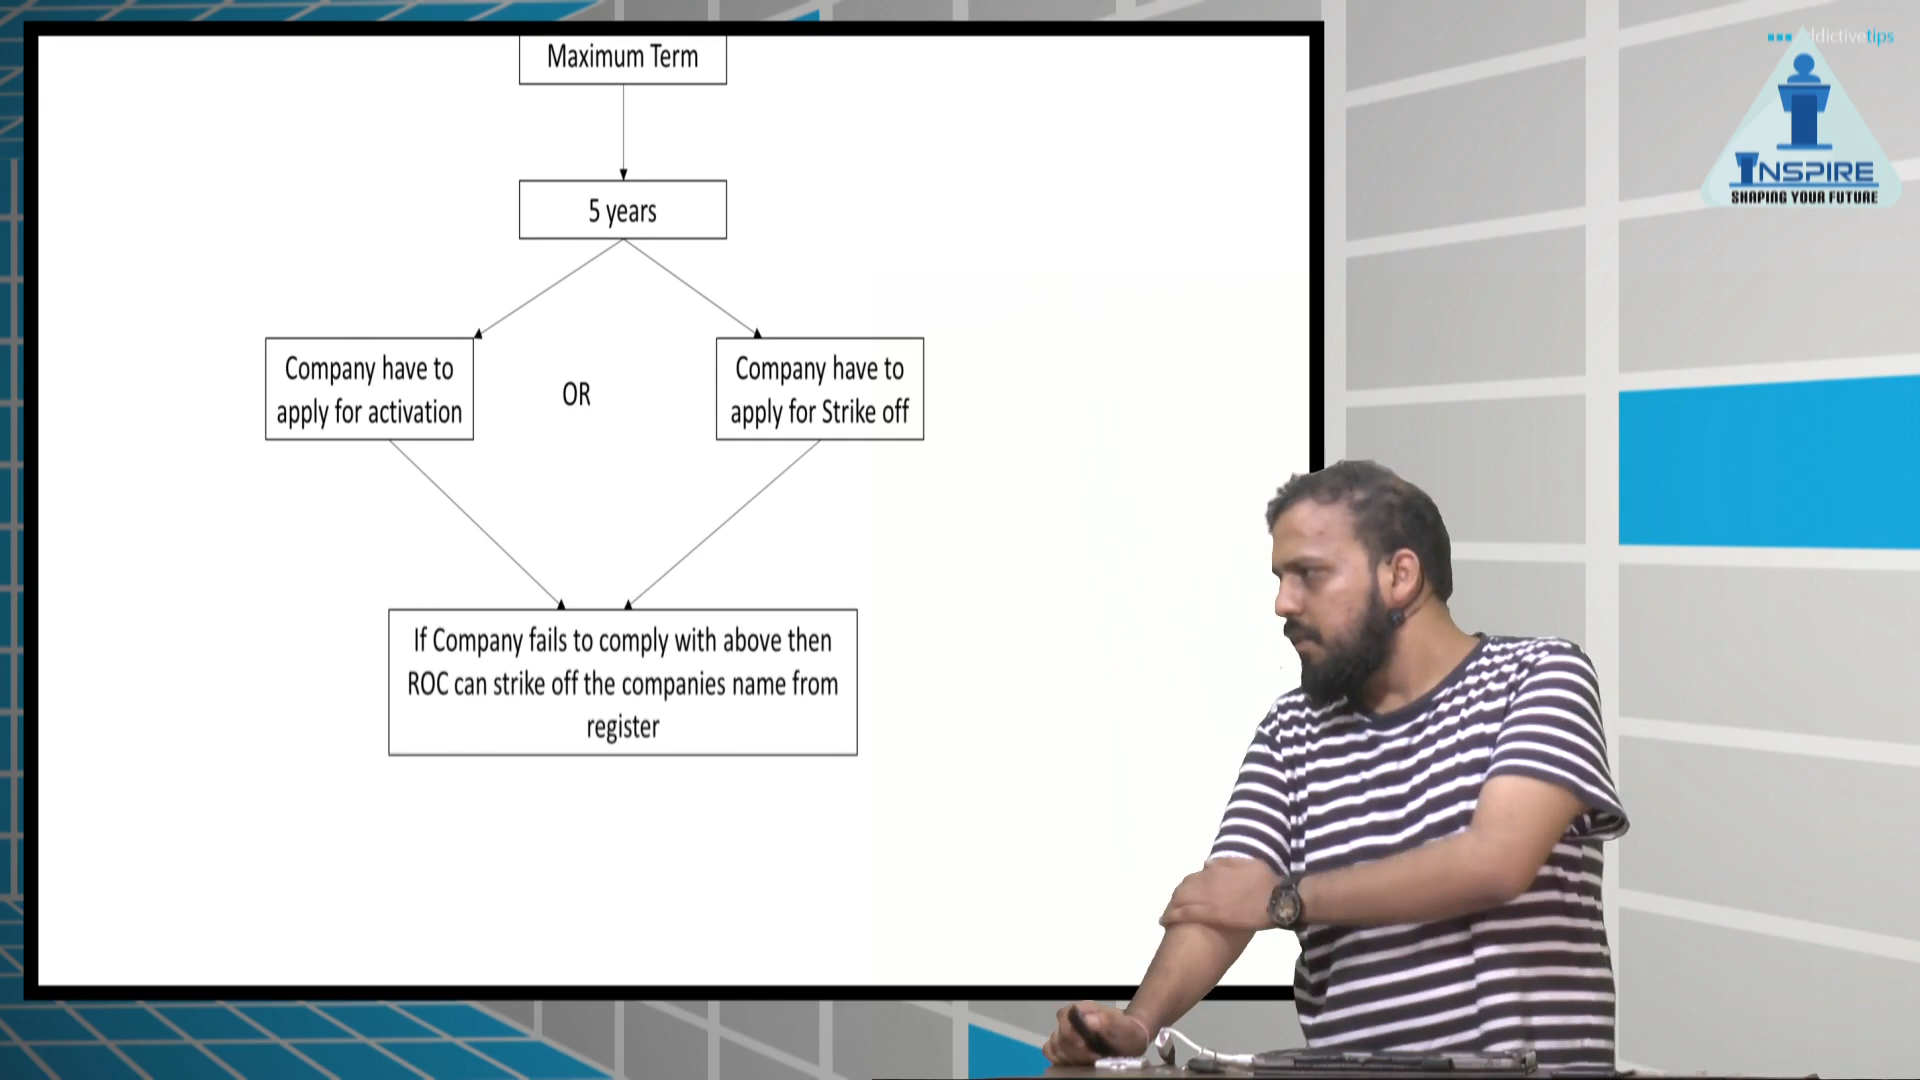 Maximum Term
5 years
Company have to
apply for activation
OR
Company have to
apply for Strike off
If Company fails to comply with above then
ROC can strike off the companies name from
register
ddictivetips
INSPIRE
SHAPING YOUR FUTURE